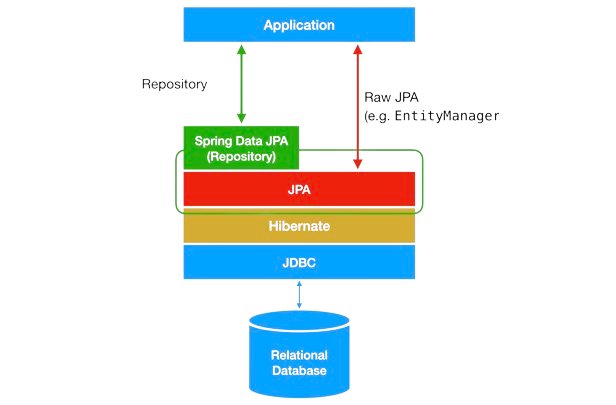 Application
Repository
Raw JPA
(e.g. EntityManager
Spring Data JPA
(Repository)
JPA
Hibernate
JDBC
Relational
Database